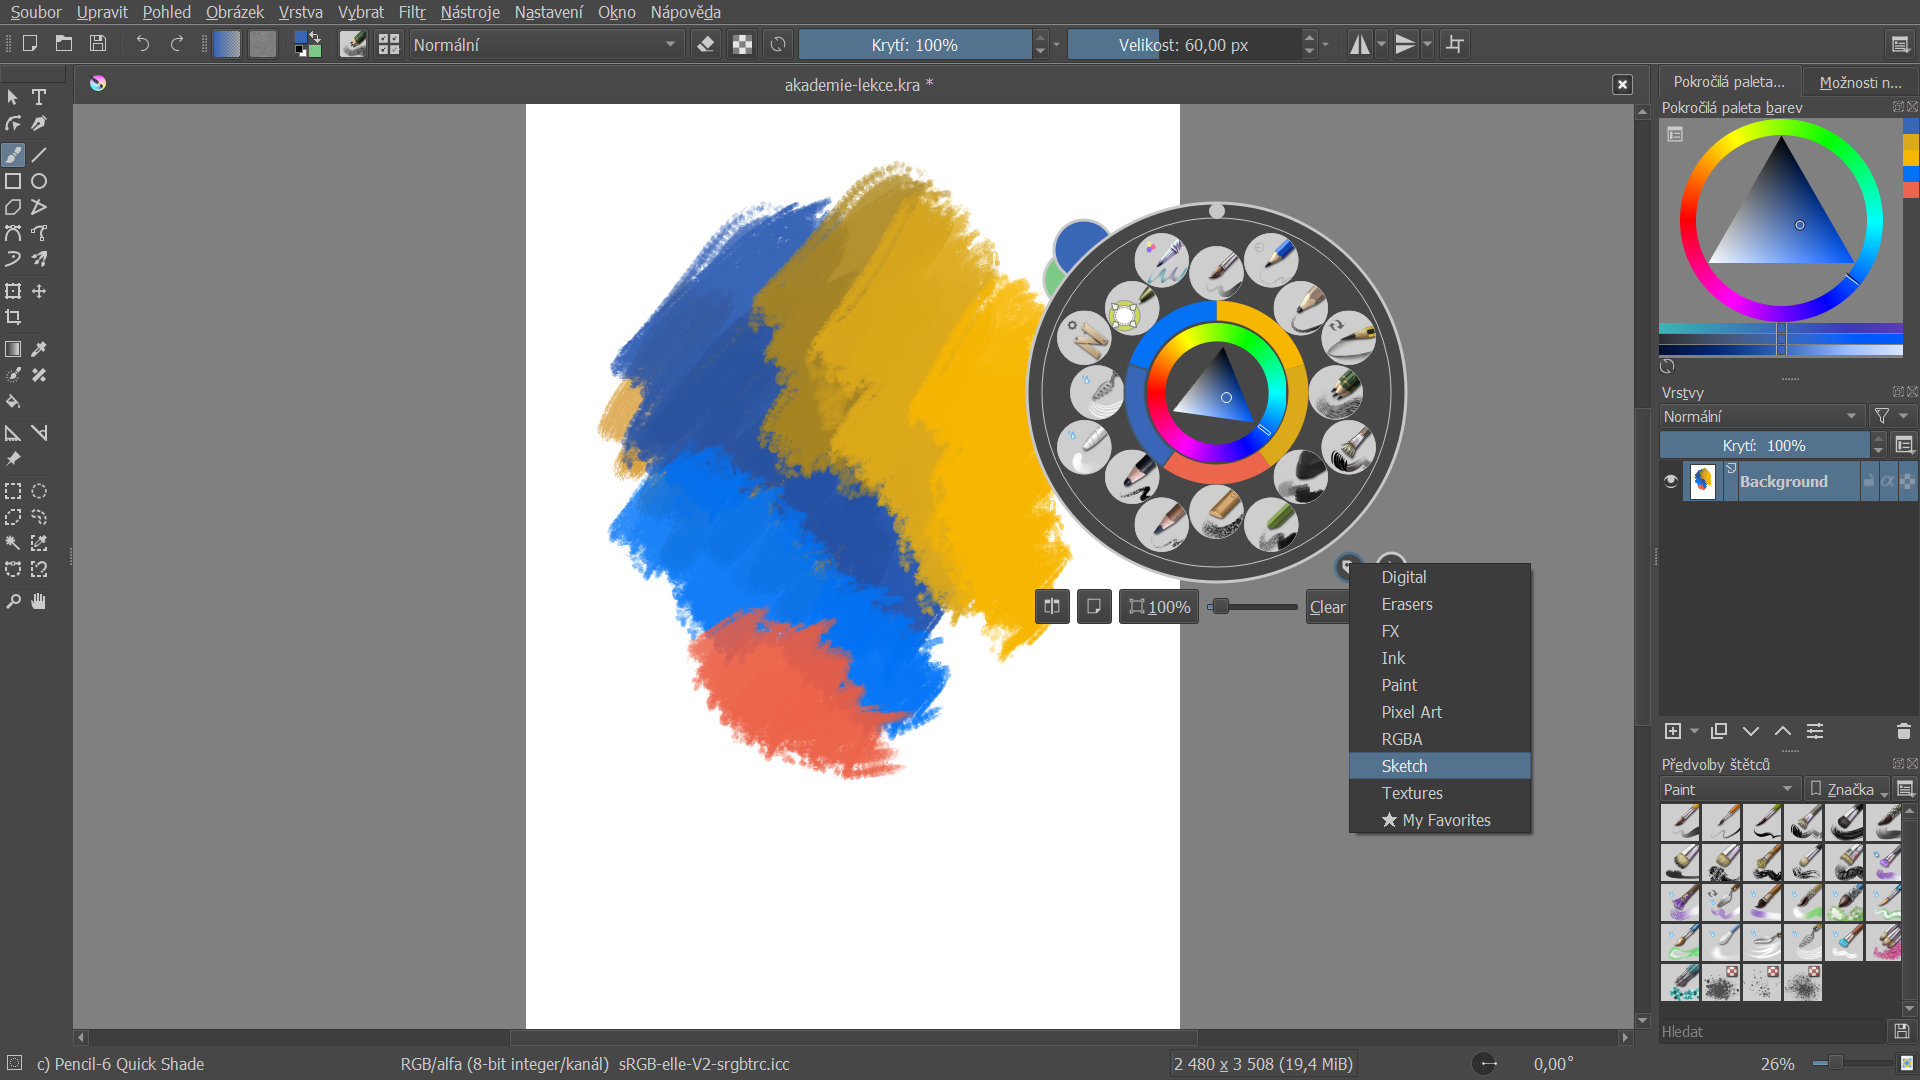 Soubor Upravit Pohled Obrázek Vrstva Vybrat Filtr Nástroje Nastavení Okno Nápověda
Normální
Krytí: 100%
Velikost: 60,00 px
akademie-lekce.kra *
Pokročilá paleta...
Možnosti n...
Pokročilá paleta barev
Vrstvy
Normální
Krytí: 100%
Background
100%
Clear
Digital
Erasers
FX
Ink
Paint
Pixel Art
RGBA
Sketch
Textures
My Favorites
Předvolby štětců
Paint
Značka
Hledat
c) Pencil-6 Quick Shade
RGB/alfa (8-bit integer/kanál) sRGB-elle-V2-srgbtrc.icc
2 480 x 3 508 (19,4 MiB)
0,00°
26%